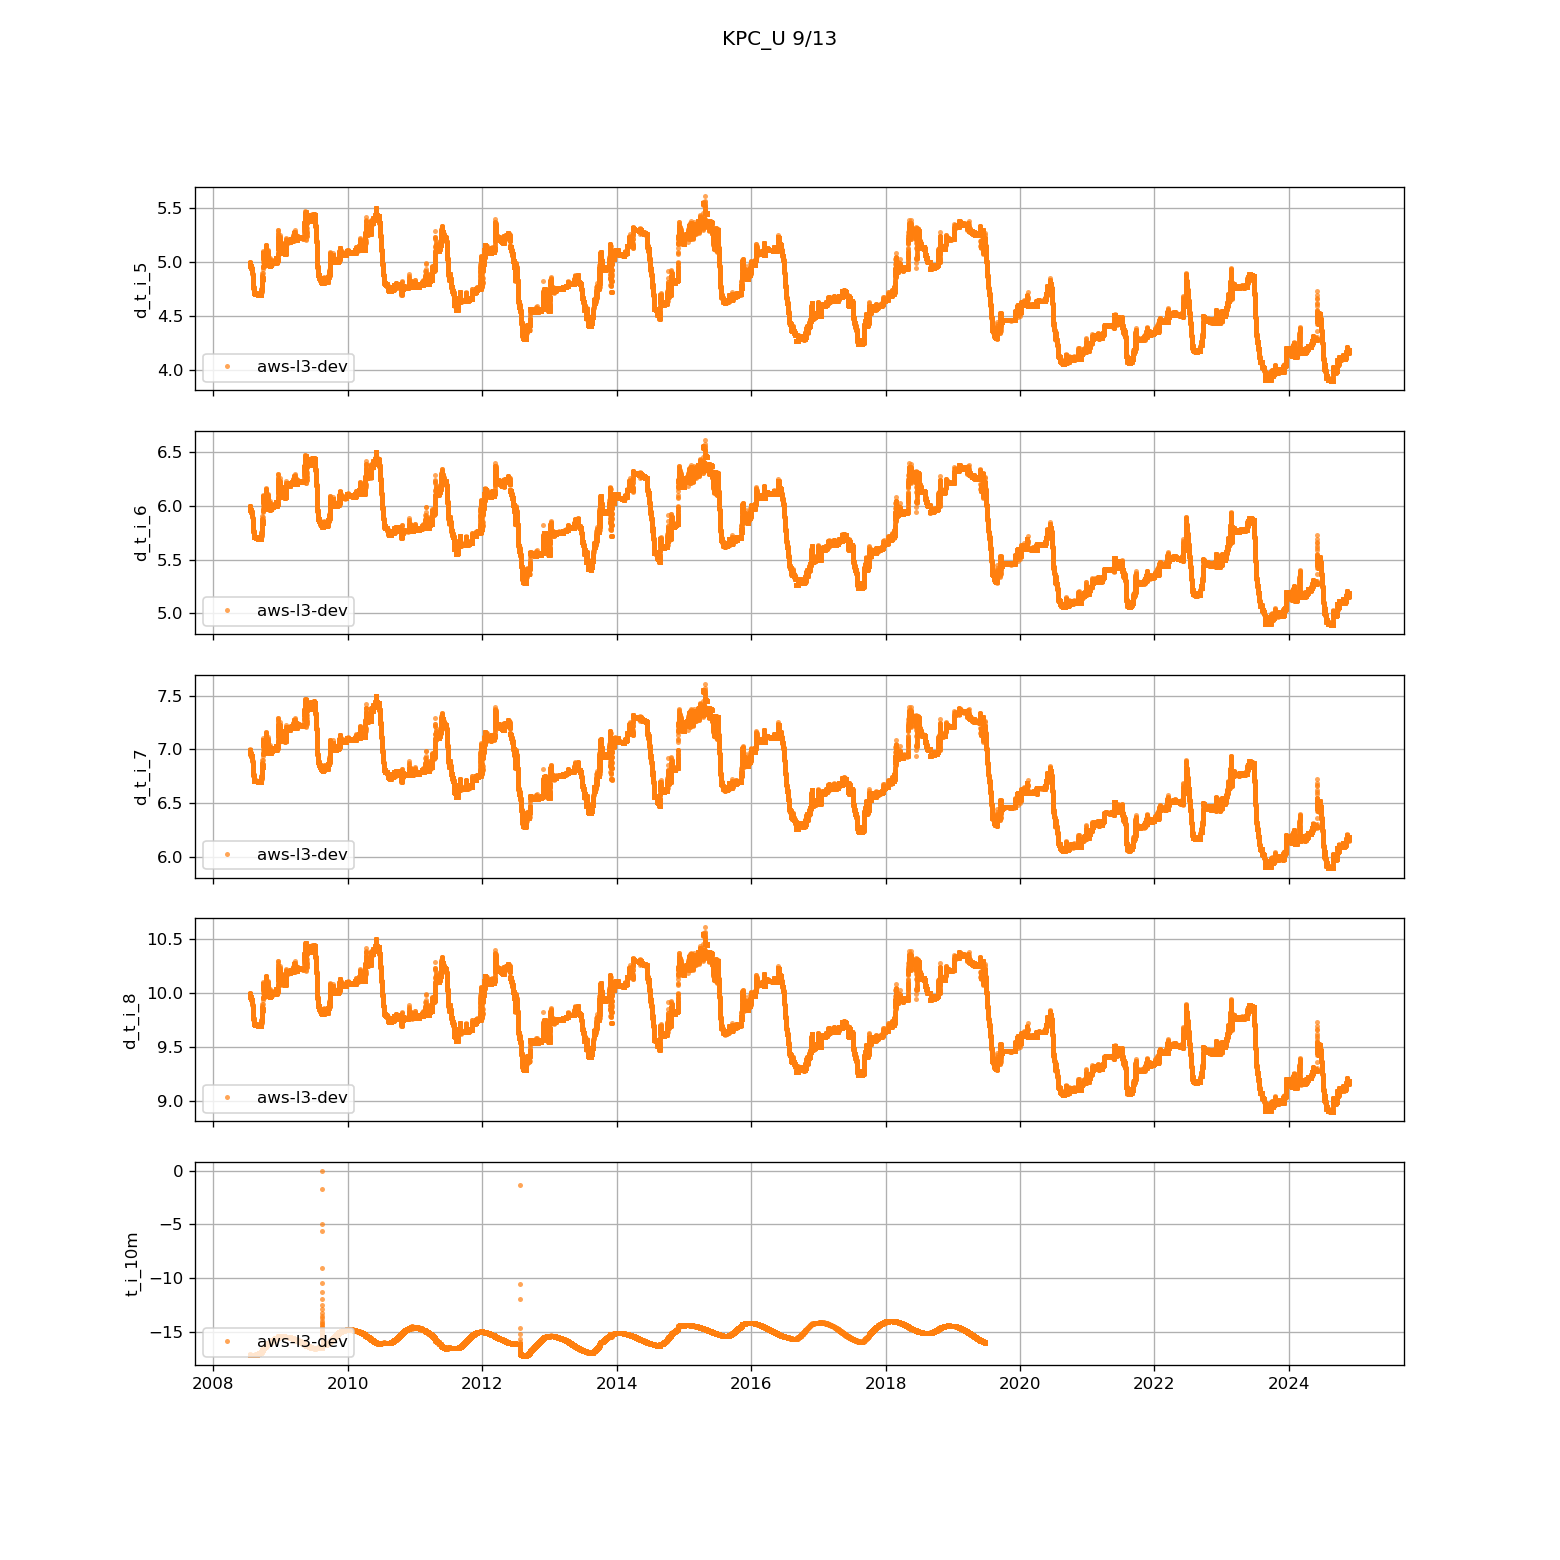 KPC_U 9/13
5.5
5.0
4.5
4.0
d_t_i_5
aws-l3-dev
6.5
6.0
5.5
5.0
d_t_i_6
aws-l3-dev
7.5
7.0
6.5
6.0
d_t_i_7
aws-l3-dev
10.5
10.0
9.5
9.0
d_t_i_8
aws-l3-dev
0
−5
−10
−15
t_i_10m
aws-l3-dev
2008 2010 2012 2014 2016 2018 2020 2022 2024